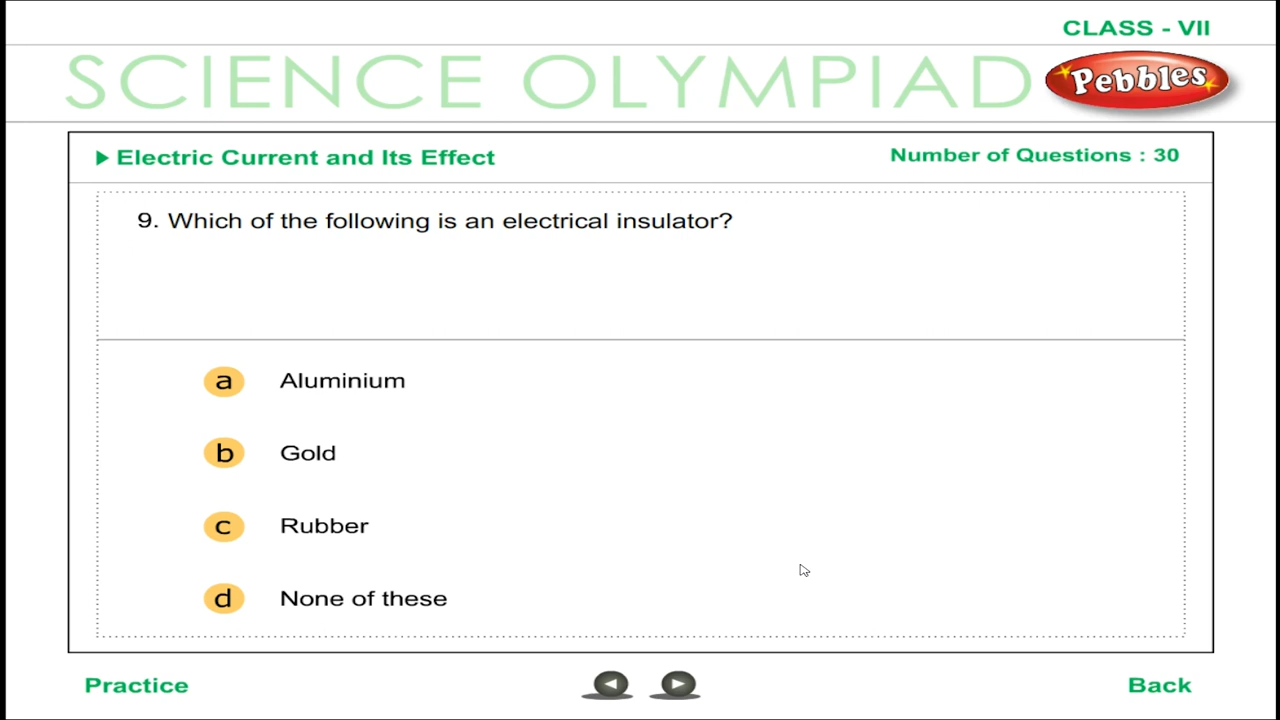 CLASS - VII
SCIENCE OLYMPIAD
Pebbles
Electric Current and Its Effect
Number of Questions : 30
9. Which of the following is an electrical insulator?
a Aluminium
b Gold
c Rubber
d None of these
Practice
Back